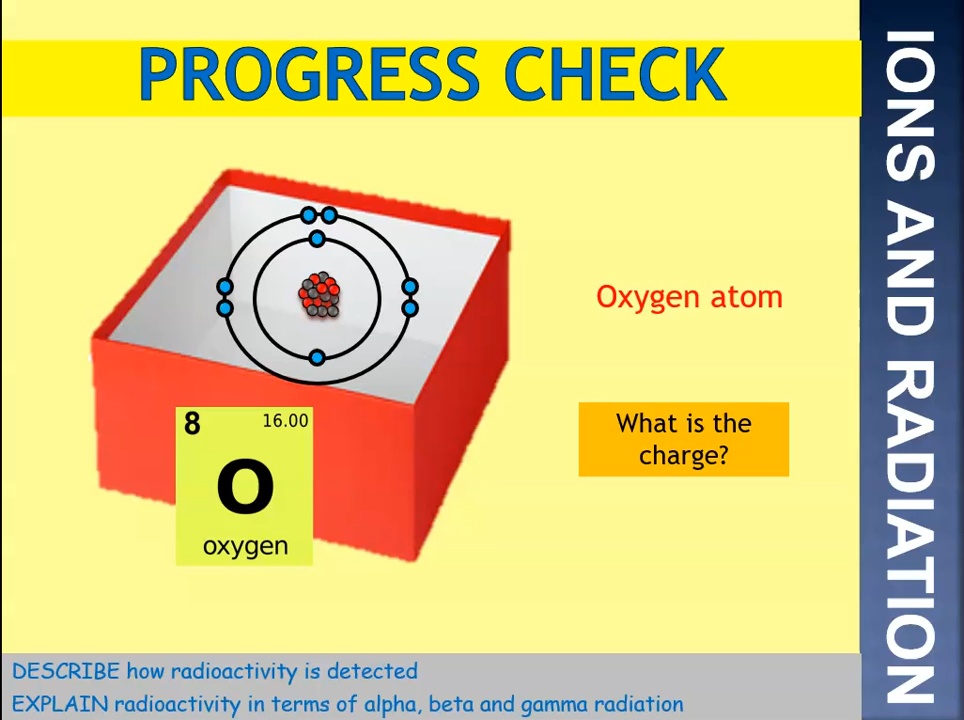 PROGRESS CHECK
Oxygen atom
What is the
charge?
8
16.00
O
oxygen
DESCRIBE how radioactivity is detected
EXPLAIN radioactivity in terms of alpha, beta and gamma radiation
IONS AND RADIATION